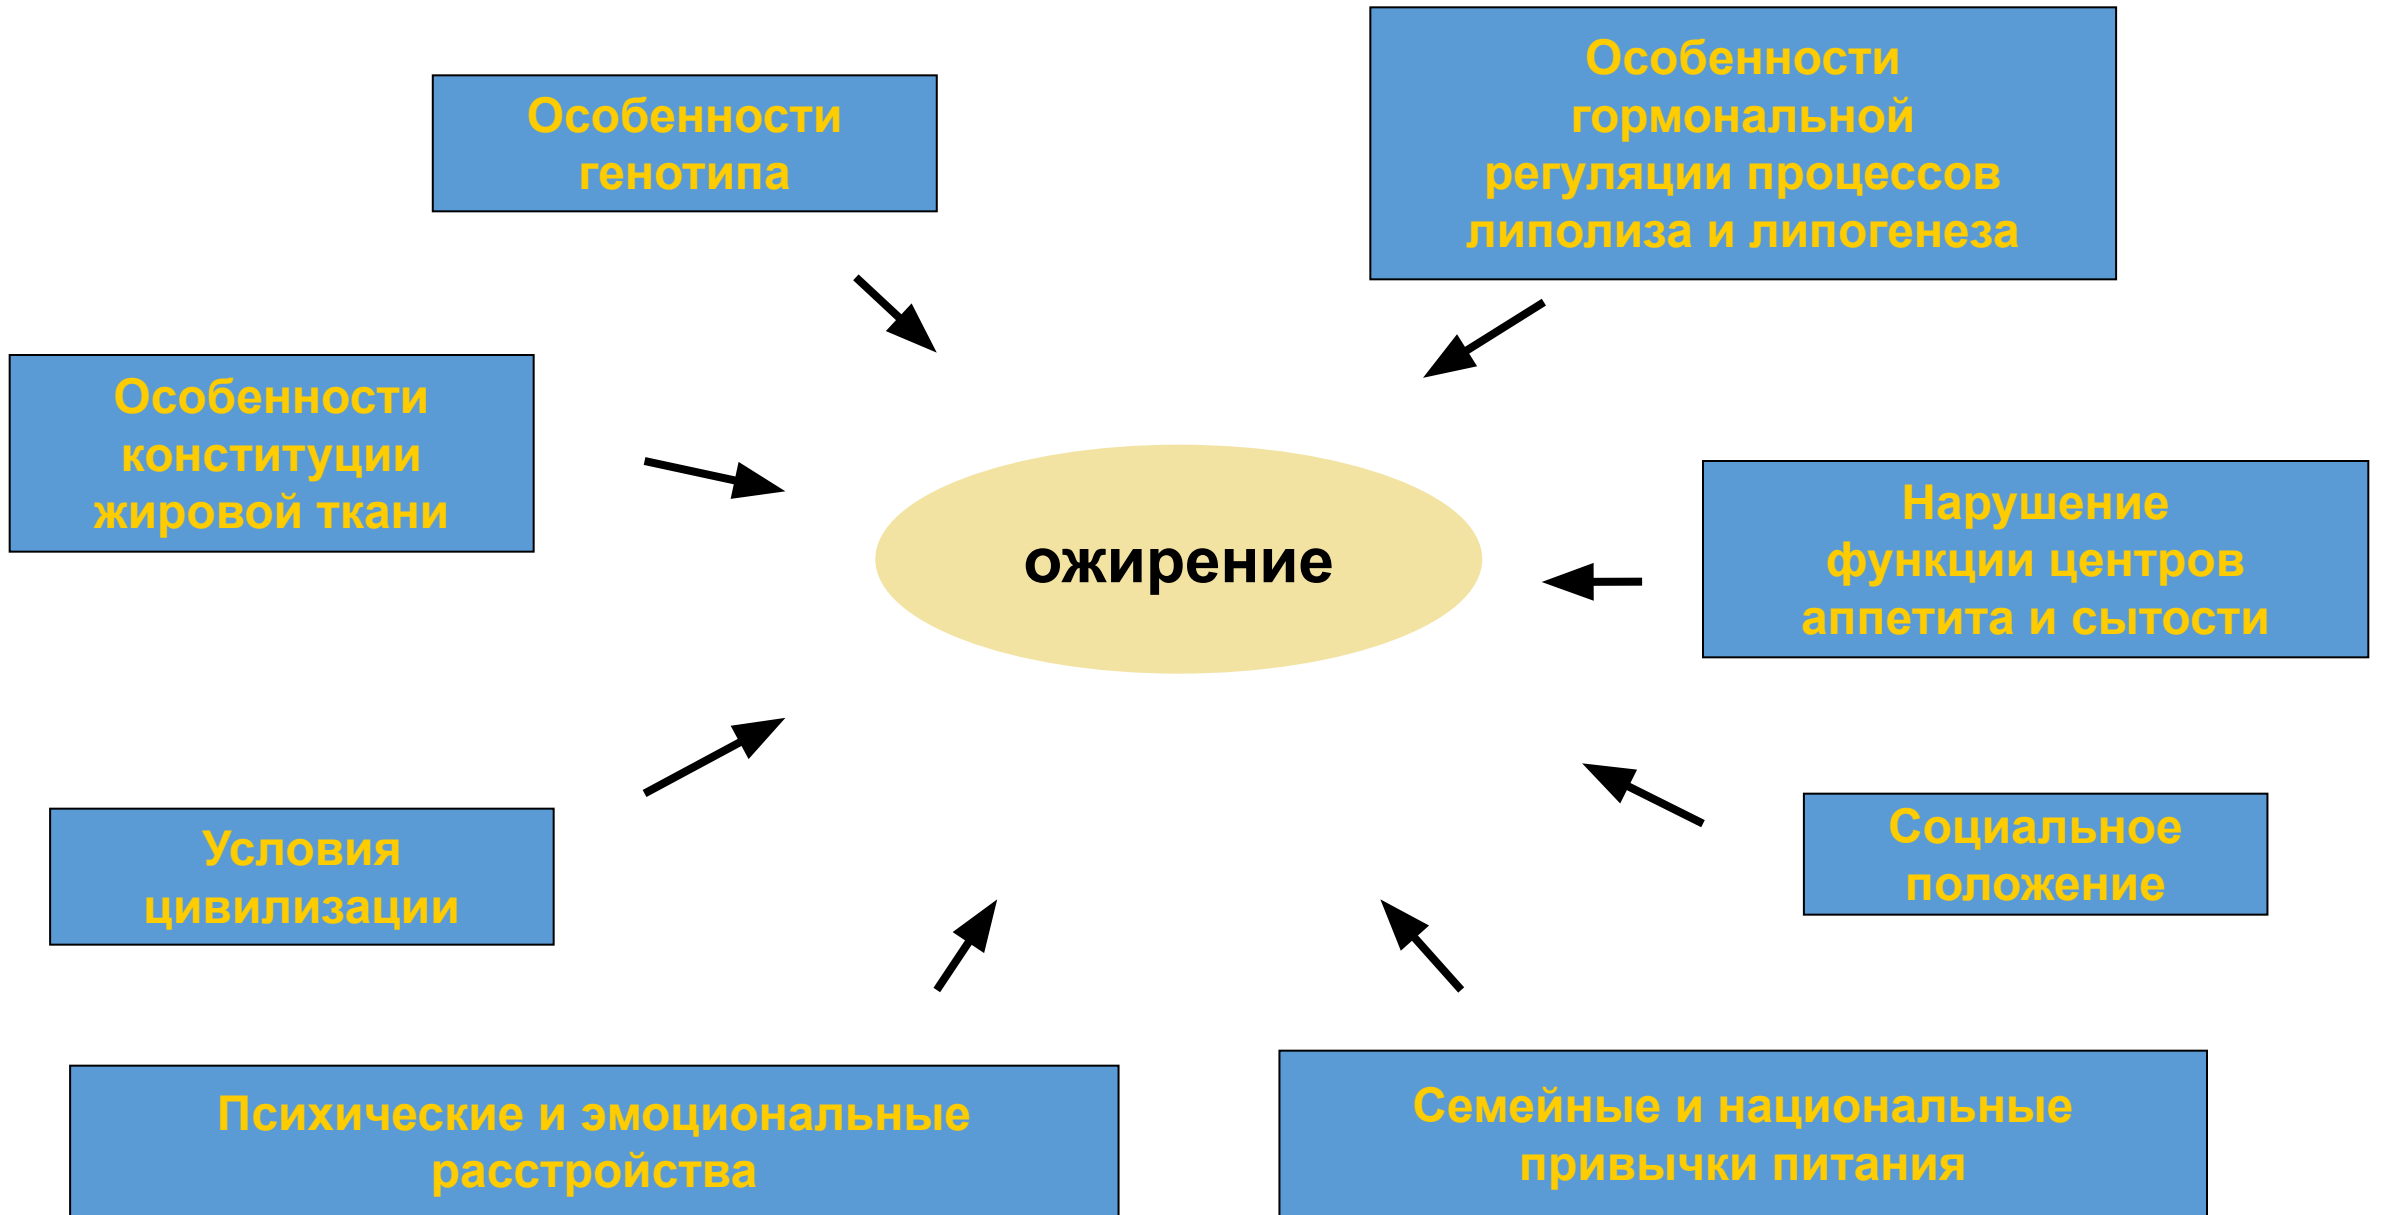 Особенности
генотипа
Особенности
гормональной
регуляции процессов
липолиза и липогенеза
Особенности
конституции
жировой ткани
ожирение
Нарушение
функции центров
аппетита и сытости
Условия
цивилизации
Социальное
положение
Психические и эмоциональные
расстройства
Семейные и национальные
привычки питания